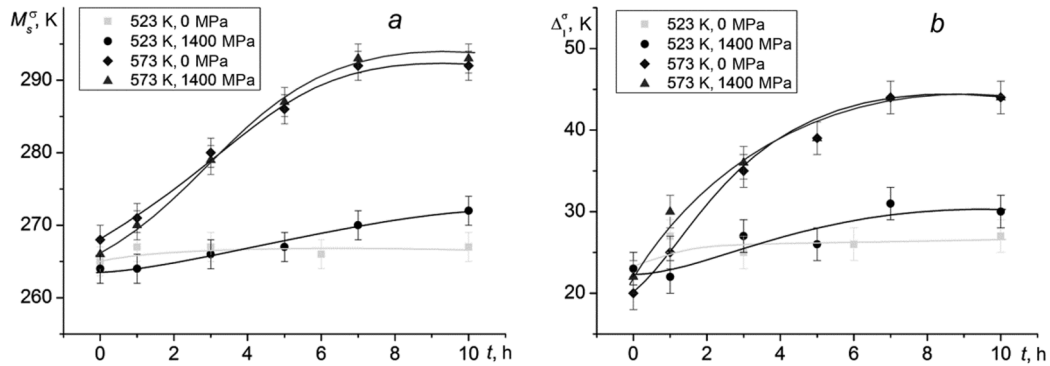 M_s^σ, K
a
523 K, 0 MPa
523 K, 1400 MPa
573 K, 0 MPa
573 K, 1400 MPa
290
280
270
260
0 2 4 6 8 10 t, h
Δ_I^σ, K
b
523 K, 0 MPa
523 K, 1400 MPa
573 K, 0 MPa
573 K, 1400 MPa
50
40
30
20
0 2 4 6 8 10 t, h